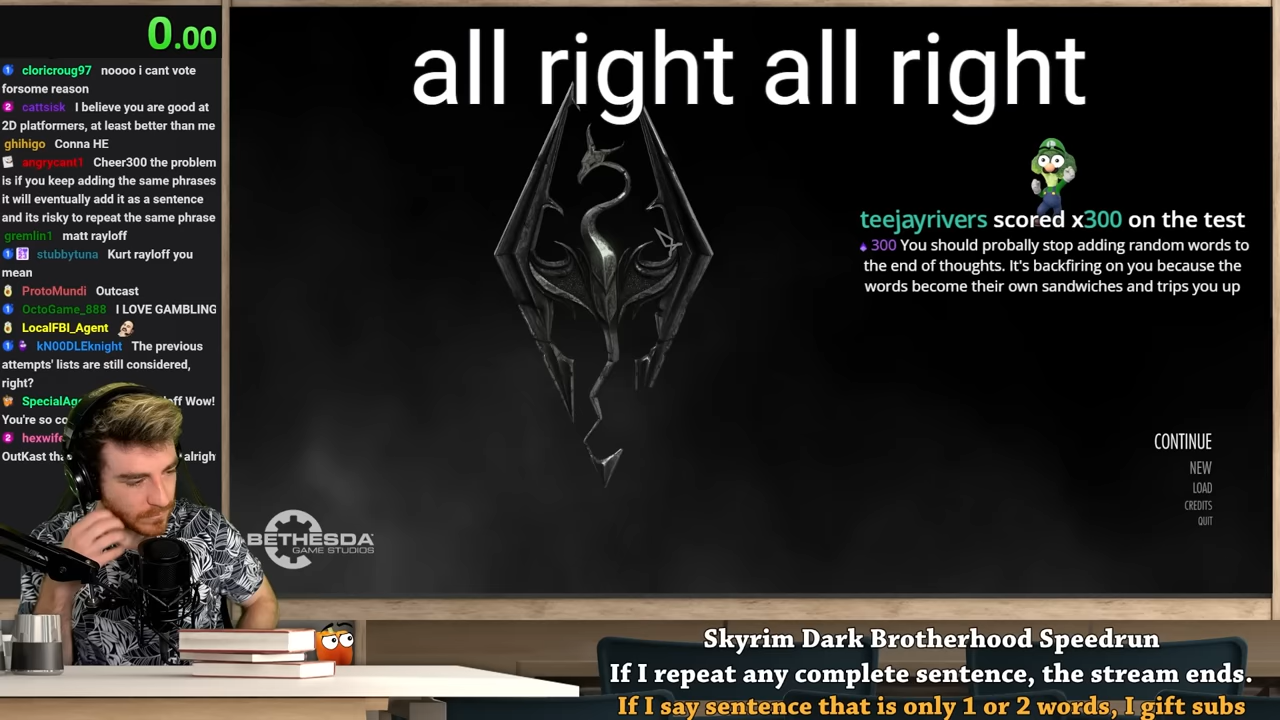 0.00
all right all right
cloricroug97 noooo i cant vote
forsome reason
cattsisk I believe you are good at
2D platformers, at least better than me
ghihigo Conna HE
angrycant1 Cheer300 the problem
is if you keep adding the same phrases
it will eventually add it as a sentence
and its risky to repeat the same phrase
gremlin1 matt rayloff
stubbytuna Kurt rayloff you
mean
ProtoMundi Outcast
OctoGame_888 I LOVE GAMBLING
LocalFBI_Agent
kN00DLEknight The previous
attempts' lists are still considered,
right?
Wow!
You're so
OutKast
teejayrivers scored x300 on the test
300 You should probally stop adding random words to
the end of thoughts. It's backfiring on you because the
words become their own sandwiches and trips you up
CONTINUE
NEW
LOAD
CREDITS
QUIT
BETHESDA
GAME STUDIOS
Skyrim Dark Brotherhood Speedrun
If I repeat any complete sentence, the stream ends.
If I say sentence that is only 1 or 2 words, I gift subs